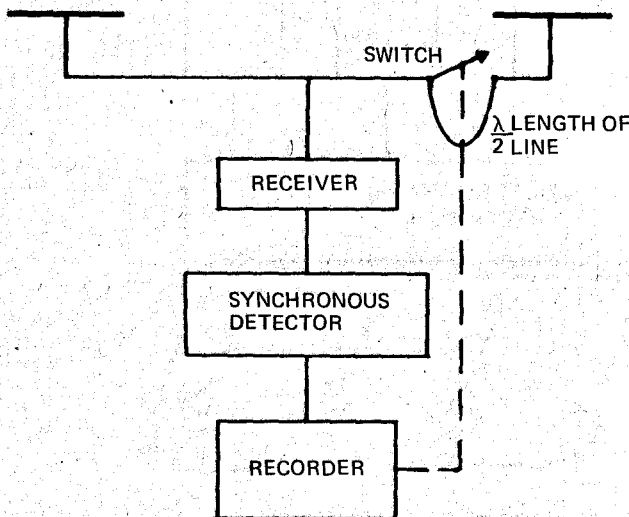 SWITCH
λ/2 LENGTH OF
LINE
RECEIVER
SYNCHRONOUS
DETECTOR
RECORDER